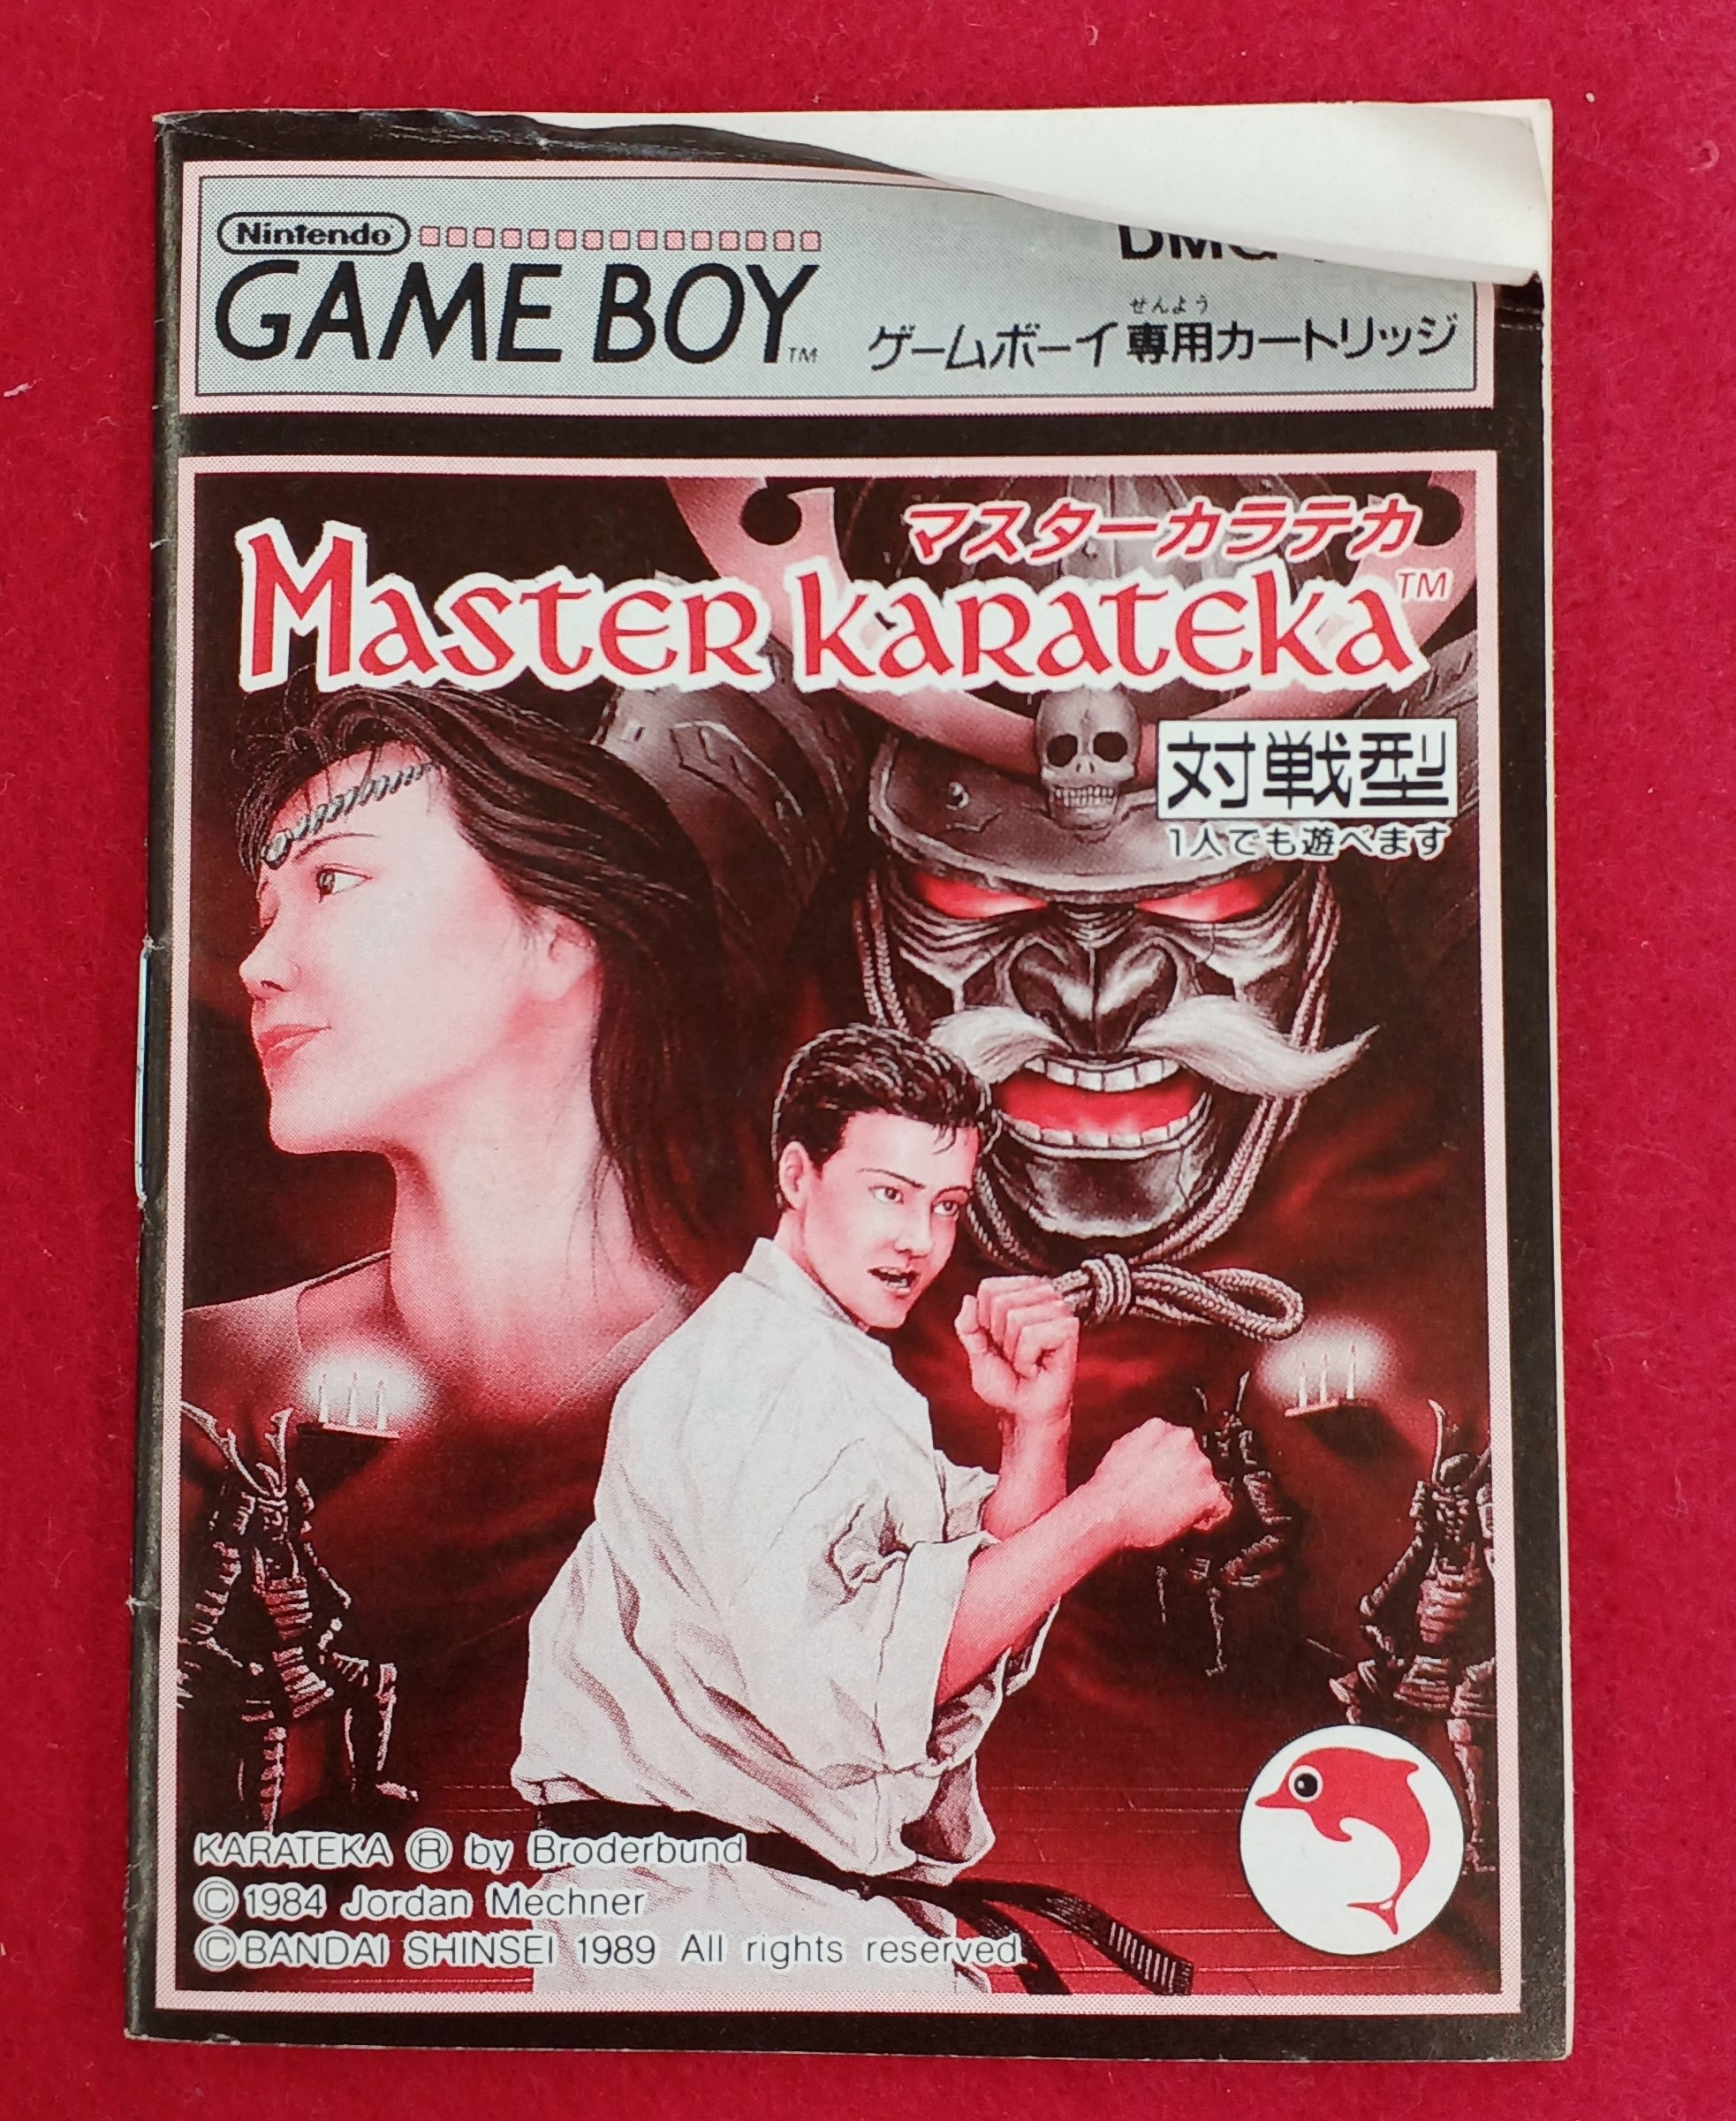 Nintendo
GAME BOY TM
DMG
せんよう
ゲームボーイ専用カートリッジ
マスターカラテカ
MASTER KARATEKA TM
対戦型
1人でも遊べます
KARATEKA Ⓡ by Broderbund
©1984 Jordan Mechner
©BANDAI SHINSEI 1989 All rights reserved